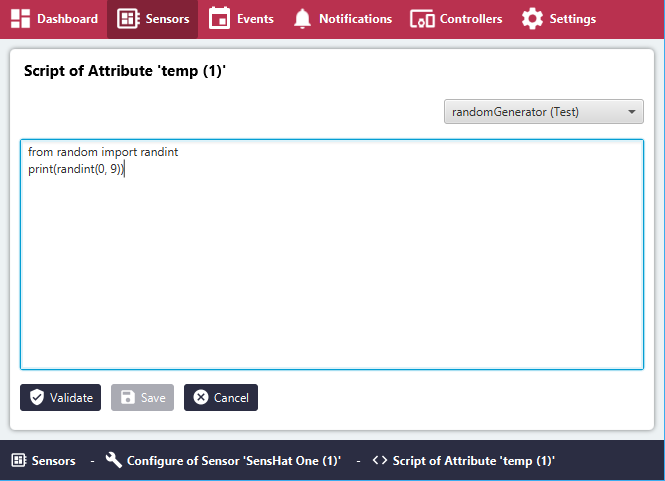 Dashboard Sensors Events Notifications Controllers Settings
Script of Attribute 'temp (1)'
randomGenerator (Test)
from random import randint
print(randint(0, 9))
Validate Save Cancel
Sensors - Configure of Sensor 'SensHat One (1)' - Script of Attribute 'temp (1)'